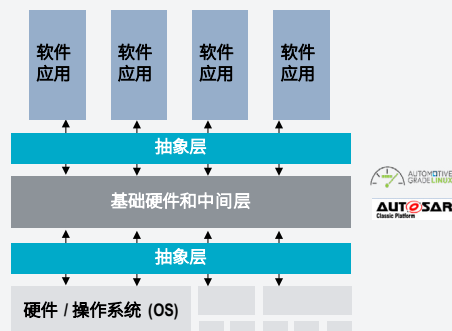 软件
应用
软件
应用
软件
应用
软件
应用
抽象层
基础硬件和中间层
AUTOMOTIVE
GRADELINUX
AUTOSAR
Classic Platform
抽象层
硬件 / 操作系统 (OS)